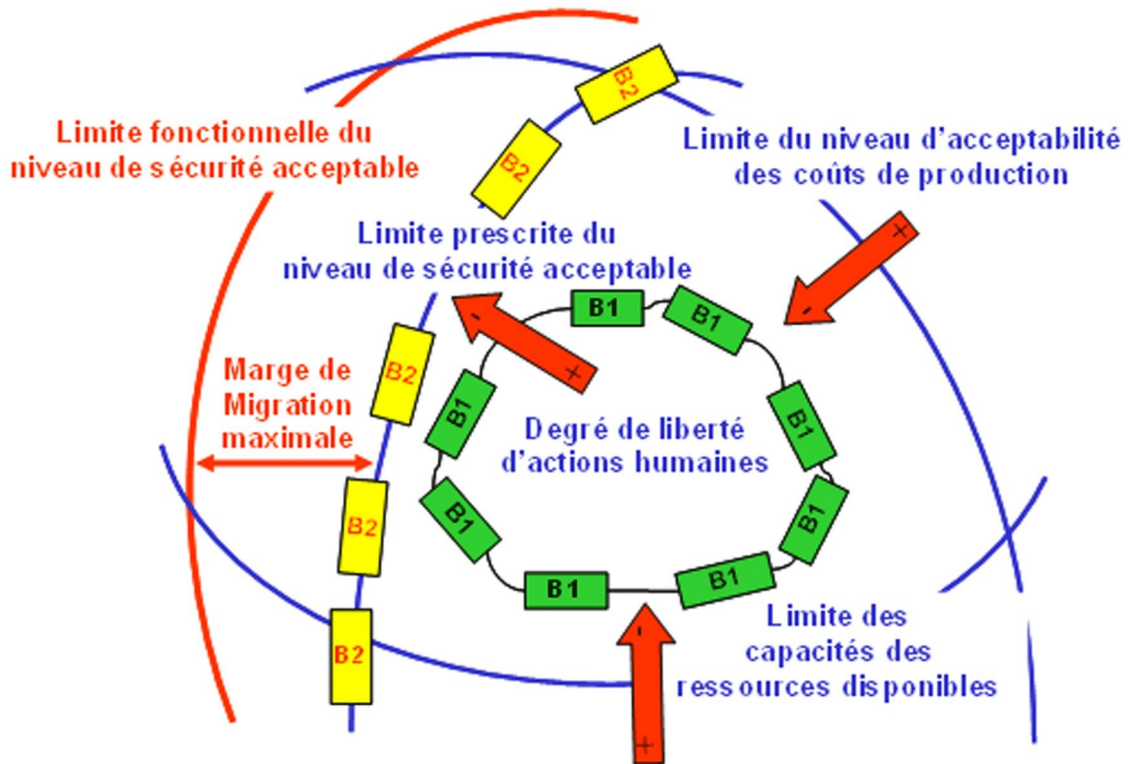 B2
Limite fonctionnelle du
niveau de sécurité acceptable
Limite du niveau d'acceptabilité
des coûts de production
B2
Limite prescrite du
niveau de sécurité acceptable
+
-
B1
B1
-
+
B2
Marge de
Migration
maximale
B1
B1
Degré de liberté
d'actions humaines
B2
B1
B1
B1
B1
B2
-
Limite des
capacités des
ressources disponibles
+